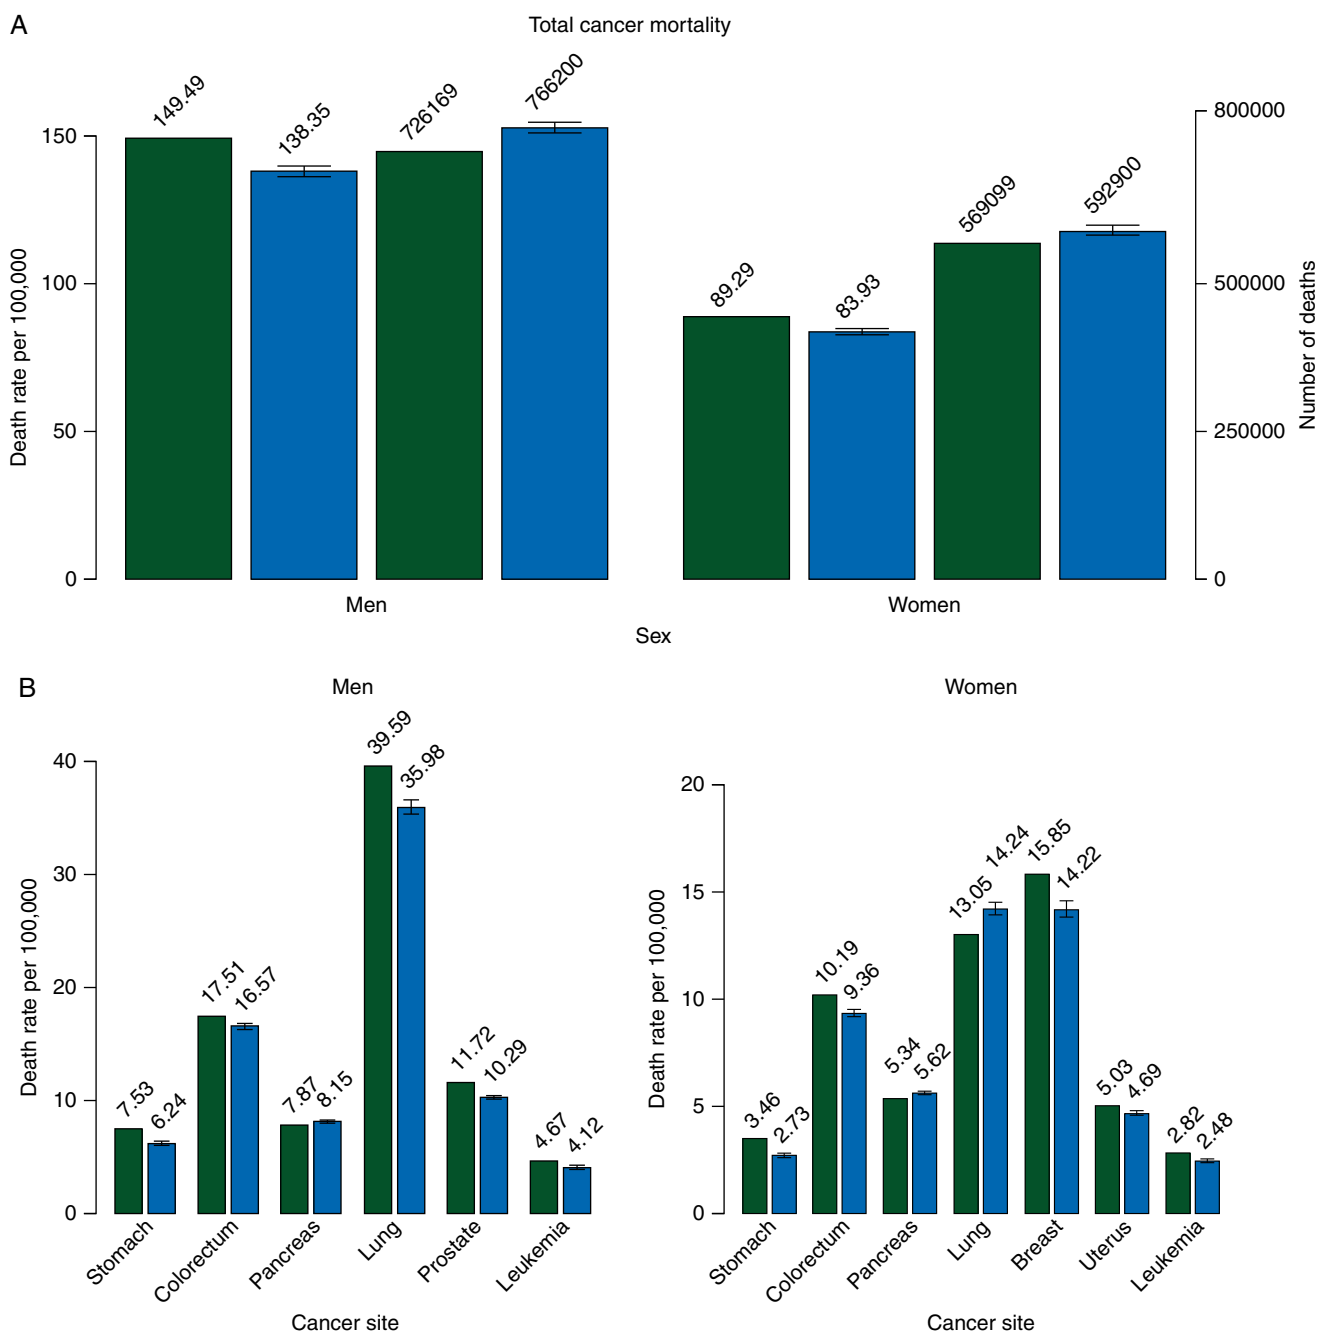 A
Total cancer mortality
149.49
138.35
726169
766200
89.29
83.93
569099
592900
150
100
50
0
Death rate per 100,000
800000
500000
250000
0
Number of deaths
Men
Women
Sex
B
Men
40
30
20
10
0
Death rate per 100,000
7.53
6.24
17.51
16.57
7.87
8.15
39.59
35.98
11.72
10.29
4.67
4.12
Stomach
Colorectum
Pancreas
Lung
Prostate
Leukemia
Cancer site
Women
20
15
10
5
0
Death rate per 100,000
3.46
2.73
10.19
9.36
5.34
5.62
13.05
14.24
15.85
14.22
5.03
4.69
2.82
2.48
Stomach
Colorectum
Pancreas
Lung
Breast
Uterus
Leukemia
Cancer site